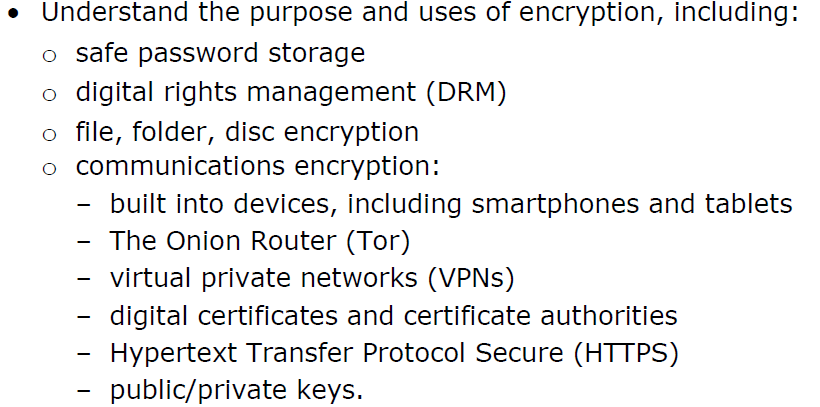 • Understand the purpose and uses of encryption, including:
o safe password storage
o digital rights management (DRM)
o file, folder, disc encryption
o communications encryption:
– built into devices, including smartphones and tablets
– The Onion Router (Tor)
– virtual private networks (VPNs)
– digital certificates and certificate authorities
– Hypertext Transfer Protocol Secure (HTTPS)
– public/private keys.